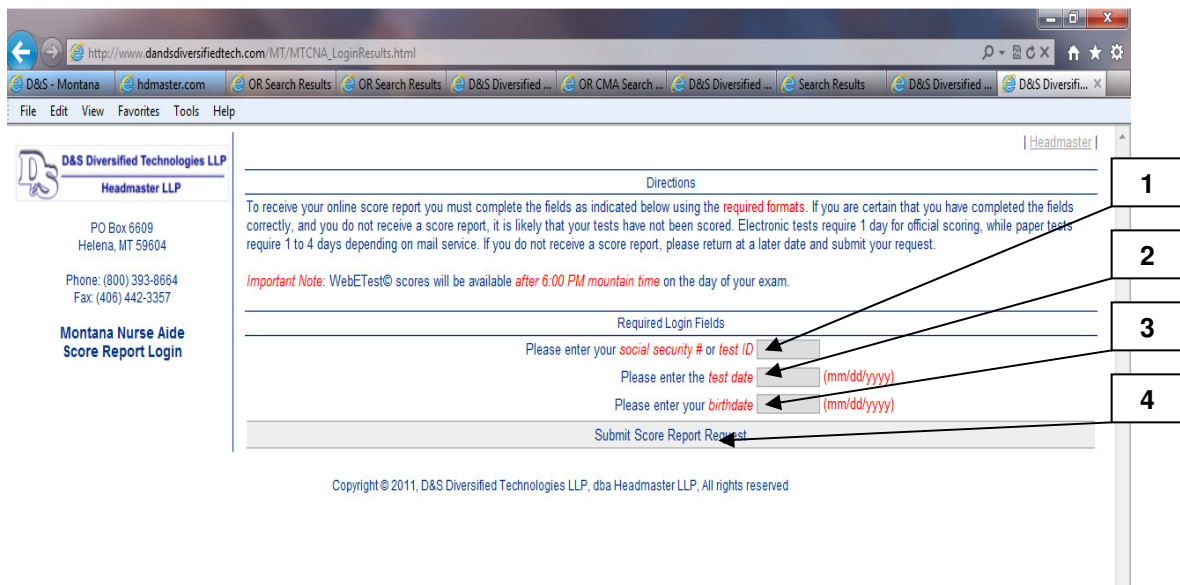 http://www.dandsdiversifiedtech.com/MT/MTCNA_LoginResults.html
D&S - Montana hdmaster.com OR Search Results OR Search Results D&S Diversified ... OR CMA Search ... D&S Diversified ... Search Results D&S Diversified ... D&S Diversifi...
File Edit View Favorites Tools Help
| Headmaster |
DS
D&S Diversified Technologies LLP
Headmaster LLP
PO Box 6609
Helena, MT 59604
Phone: (800) 393-8664
Fax: (406) 442-3357
Montana Nurse Aide
Score Report Login
Directions
To receive your online score report you must complete the fields as indicated below using the required formats. If you are certain that you have completed the fields
correctly, and you do not receive a score report, it is likely that your tests have not been scored. Electronic tests require 1 day for official scoring, while paper tests
require 1 to 4 days depending on mail service. If you do not receive a score report, please return at a later date and submit your request.
Important Note: WebETest© scores will be available after 6:00 PM mountain time on the day of your exam.
Required Login Fields
Please enter your social security # or test ID
Please enter the test date (mm/dd/yyyy)
Please enter your birthdate (mm/dd/yyyy)
Submit Score Report Request
1
2
3
4
Copyright © 2011, D&S Diversified Technologies LLP, dba Headmaster LLP, All rights reserved